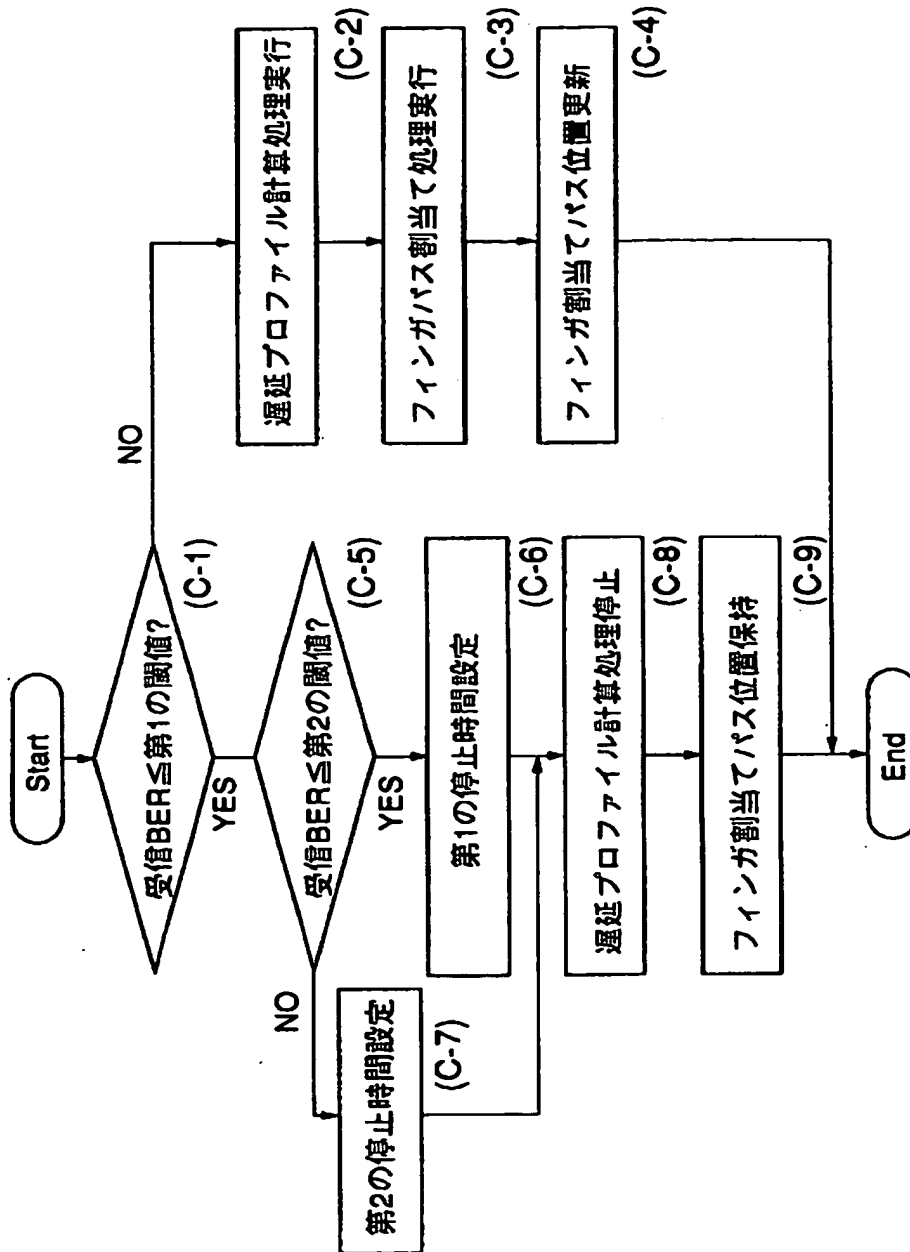 Start
受信BER≦第1の閾値?
(C-1)
NO
YES
遅延プロファイル計算処理実行
(C-2)
フィンガパス割当て処理実行
(C-3)
フィンガ割当てパス位置更新
(C-4)
受信BER≦第2の閾値?
(C-5)
NO
YES
第1の停止時間設定
(C-6)
第2の停止時間設定
(C-7)
遅延プロファイル計算処理停止
(C-8)
フィンガ割当てパス位置保持
(C-9)
End